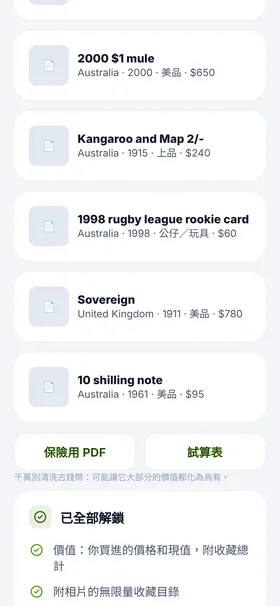 2000 $1 mule
Australia · 2000 · 美品 · $650
Kangaroo and Map 2/-
Australia · 1915 · 上品 · $240
1998 rugby league rookie card
Australia · 1998 · 公仔／玩具 · $60
Sovereign
United Kingdom · 1911 · 美品 · $780
10 shilling note
Australia · 1961 · 美品 · $95
保險用 PDF
試算表
千萬別清洗古錢幣：可能讓它大部分的價值都化為烏有。
已全部解鎖
價值：你買進的價格和現值，附收藏總
計
附相片的無限量收藏目錄